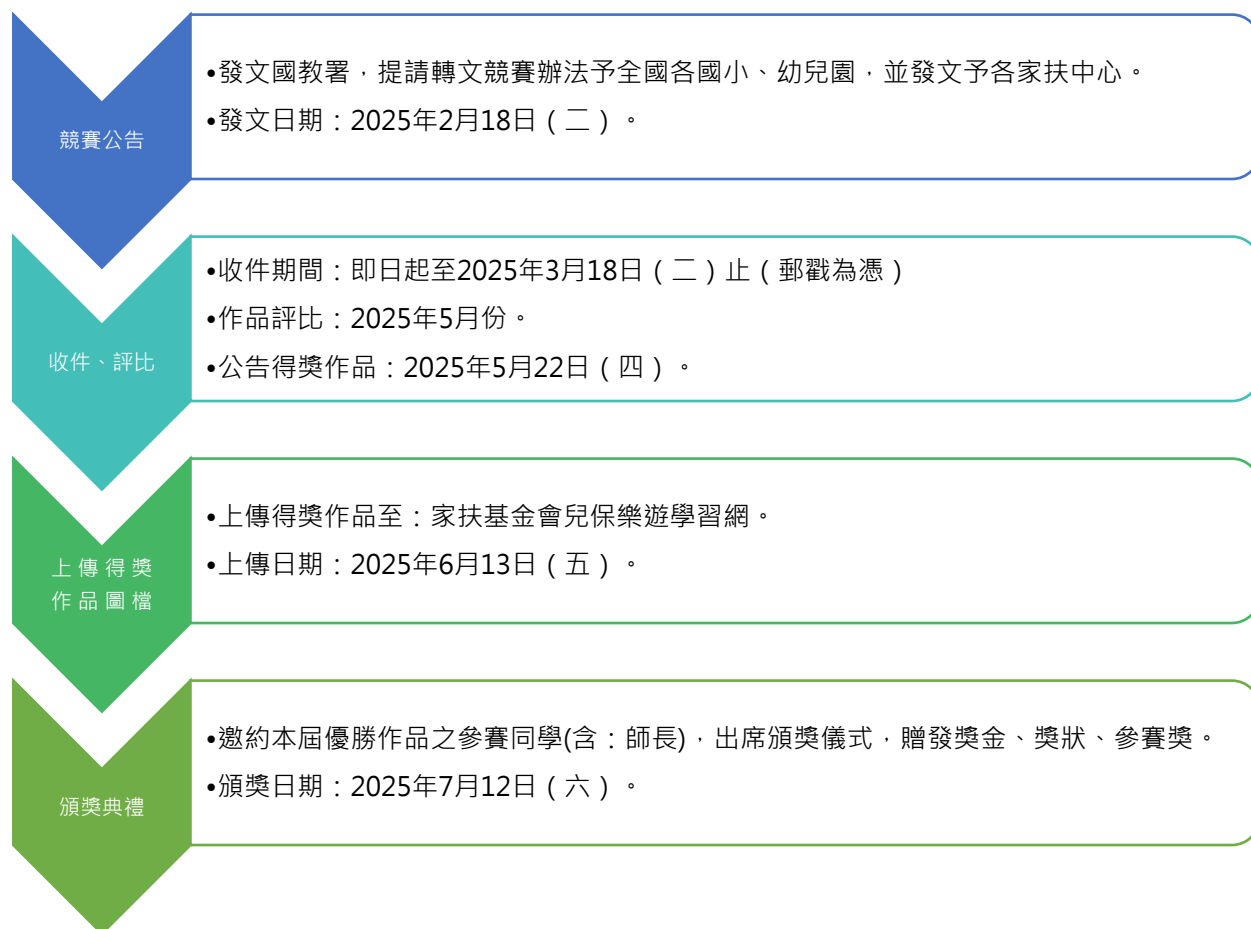 競賽公告
•發文國教署，提請轉文競賽辦法予全國各國小、幼兒園，並發文予各家扶中心。
•發文日期：2025年2月18日（二）。
收件、評比
•收件期間：即日起至2025年3月18日（二）止（郵戳為憑）
•作品評比：2025年5月份。
•公告得獎作品：2025年5月22日（四）。
上傳得獎
作品圖檔
•上傳得獎作品至：家扶基金會兒保樂遊學習網。
•上傳日期：2025年6月13日（五）。
頒獎典禮
•邀約本屆優勝作品之參賽同學(含：師長)，出席頒獎儀式，贈發獎金、獎狀、參賽獎。
•頒獎日期：2025年7月12日（六）。